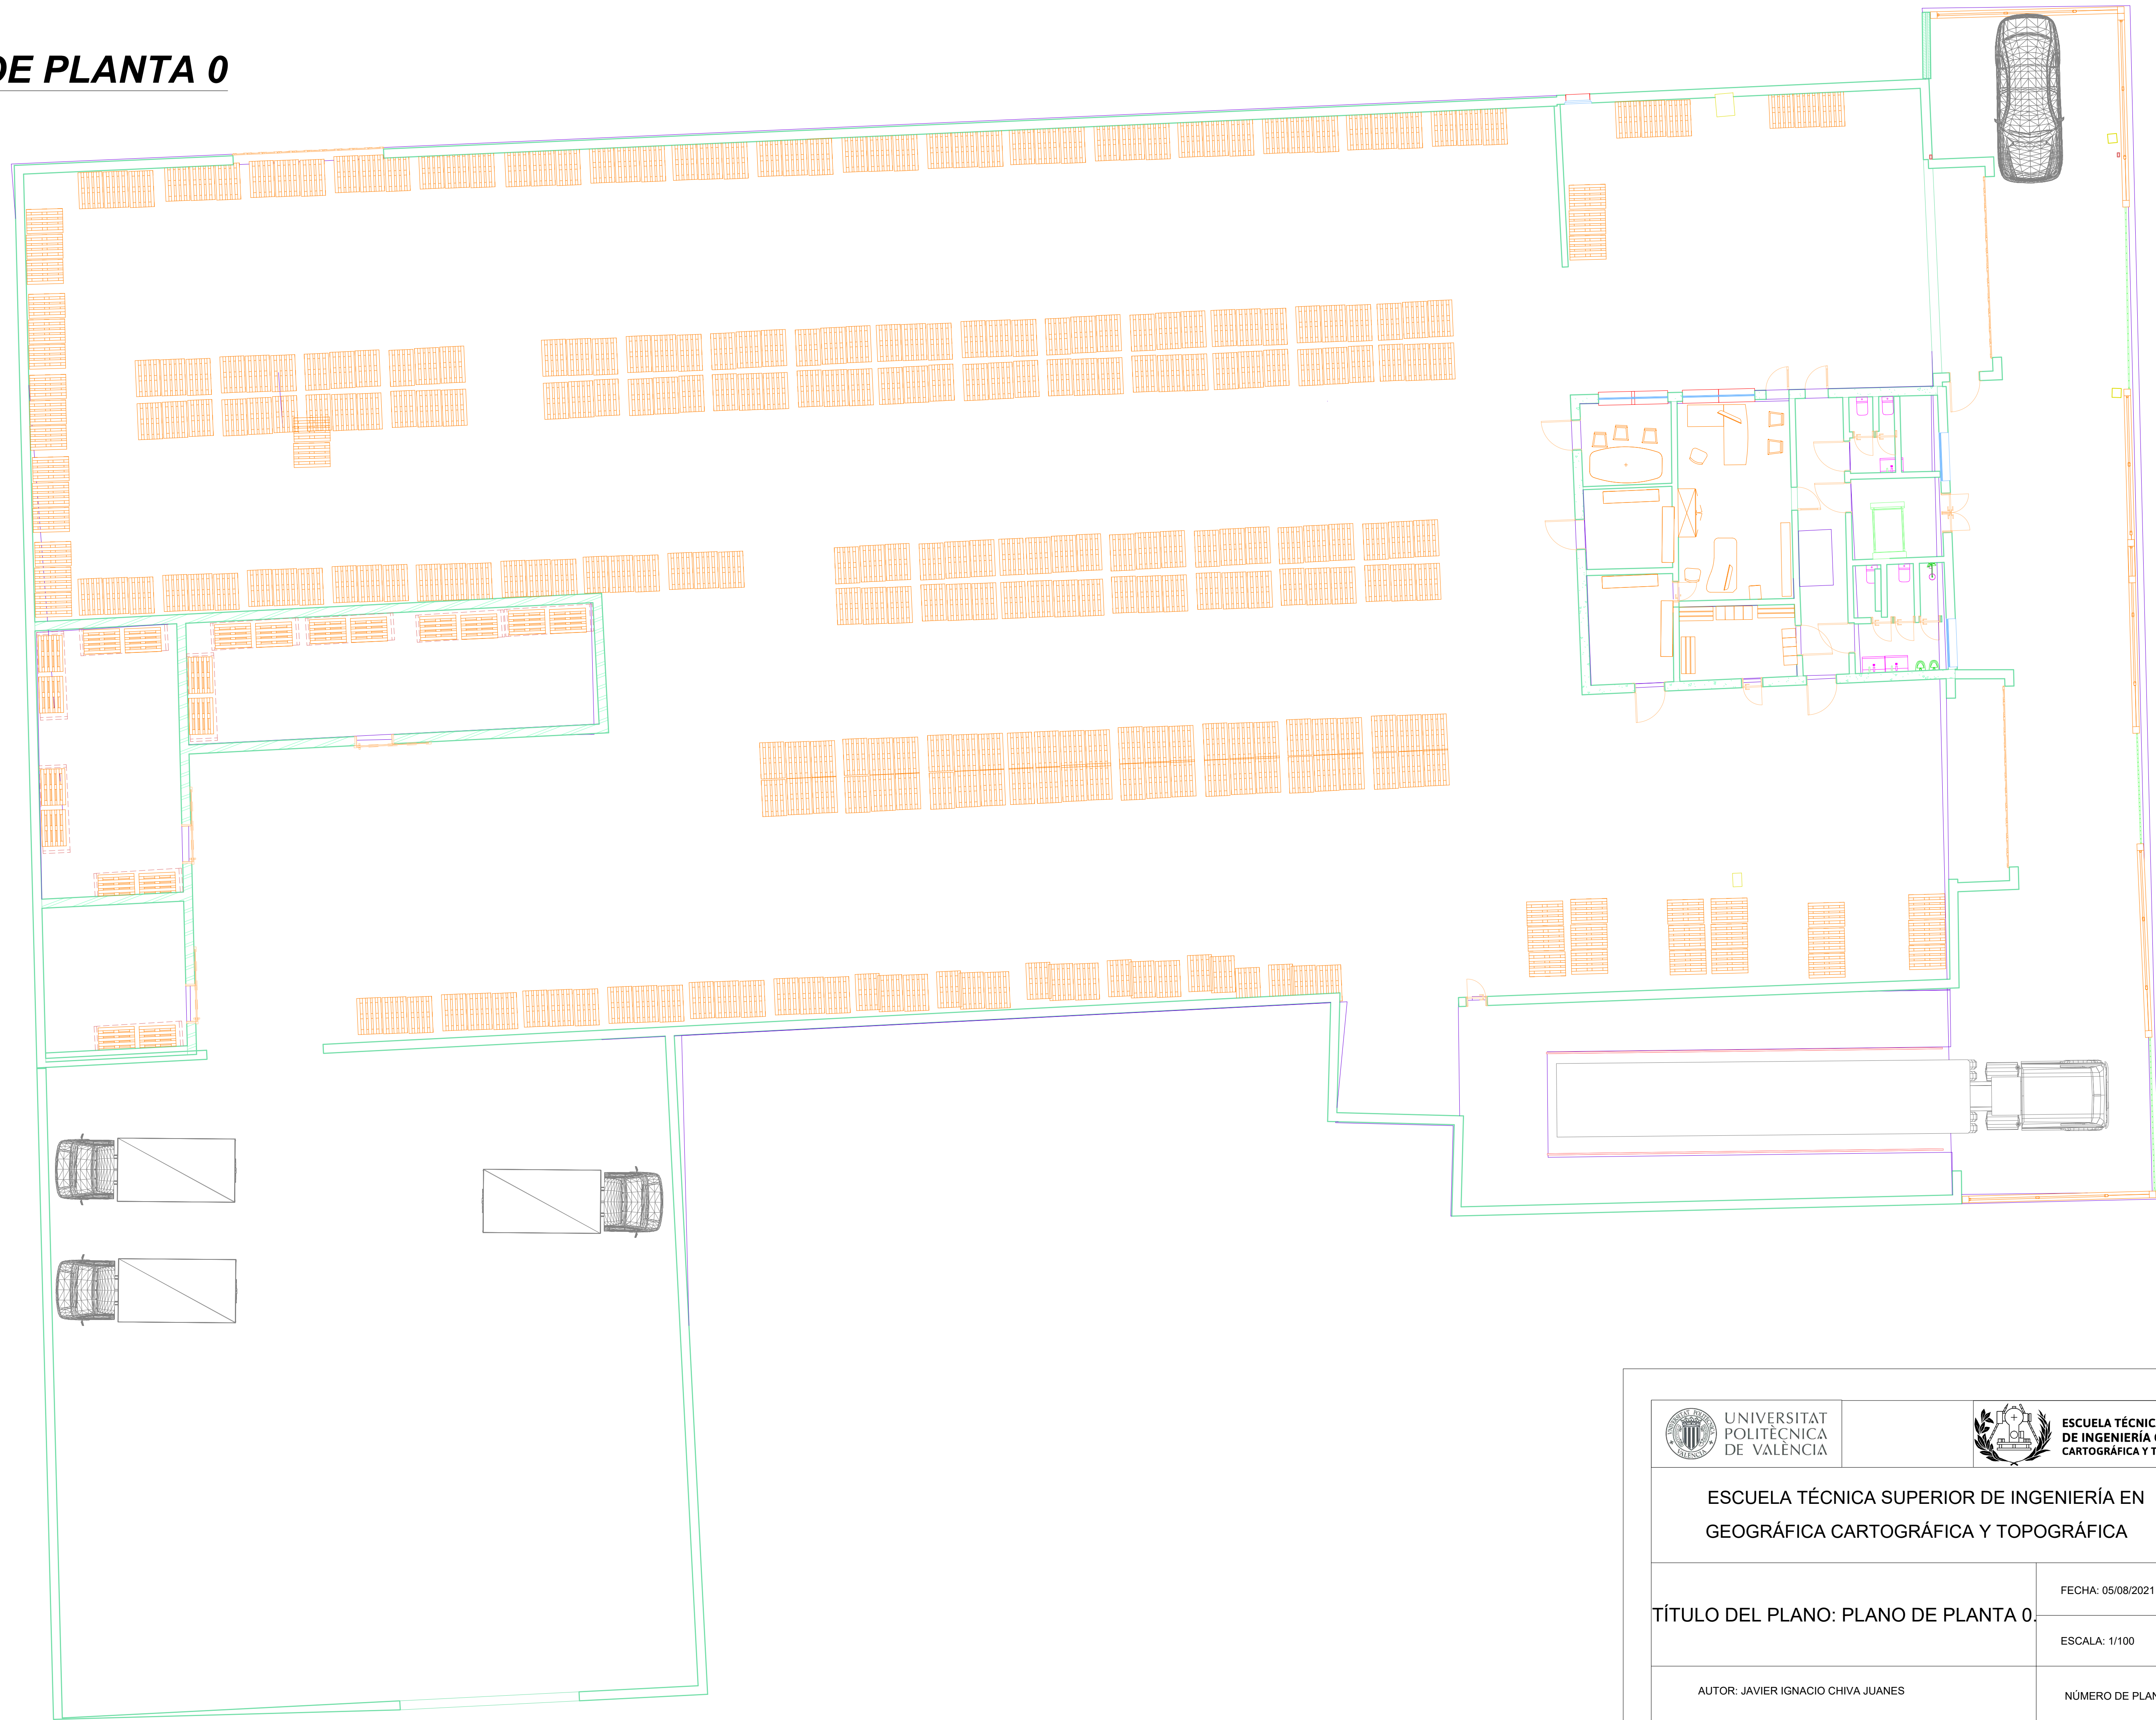 DE PLANTA 0
UNIVERSITAT
POLITÈCNICA
DE VALÈNCIA
ESCUELA TÉCNIC
DE INGENIERÍA
CARTOGRÁFICA Y T
ESCUELA TÉCNICA SUPERIOR DE INGENIERÍA EN
GEOGRÁFICA CARTOGRÁFICA Y TOPOGRÁFICA
TÍTULO DEL PLANO: PLANO DE PLANTA 0.
FECHA: 05/08/2021
ESCALA: 1/100
AUTOR: JAVIER IGNACIO CHIVA JUANES
NÚMERO DE PLAN